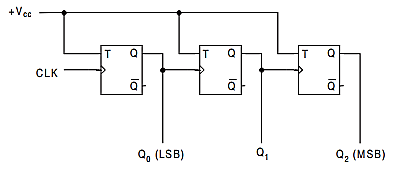 +Vcc
T Q T Q T Q
CLK
Q̅ Q̅ Q̅
Q0 (LSB) Q1 Q2 (MSB)